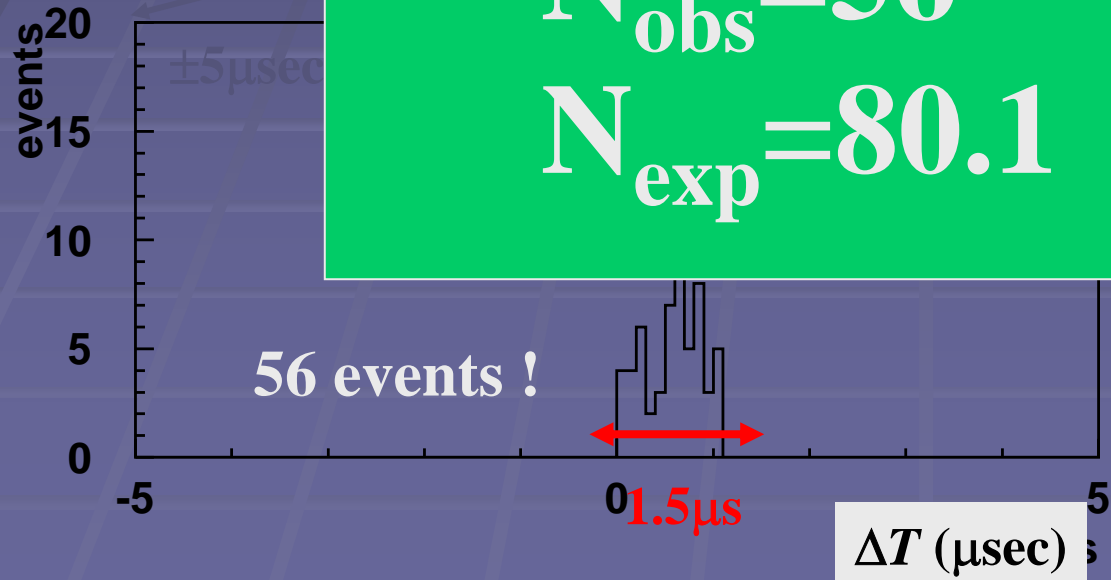 events
20
15
10
5
0
±5μsec
N_obs=56
N_exp=80.1
56 events !
-5
0
5
1.5μs
ΔT (μsec)
s